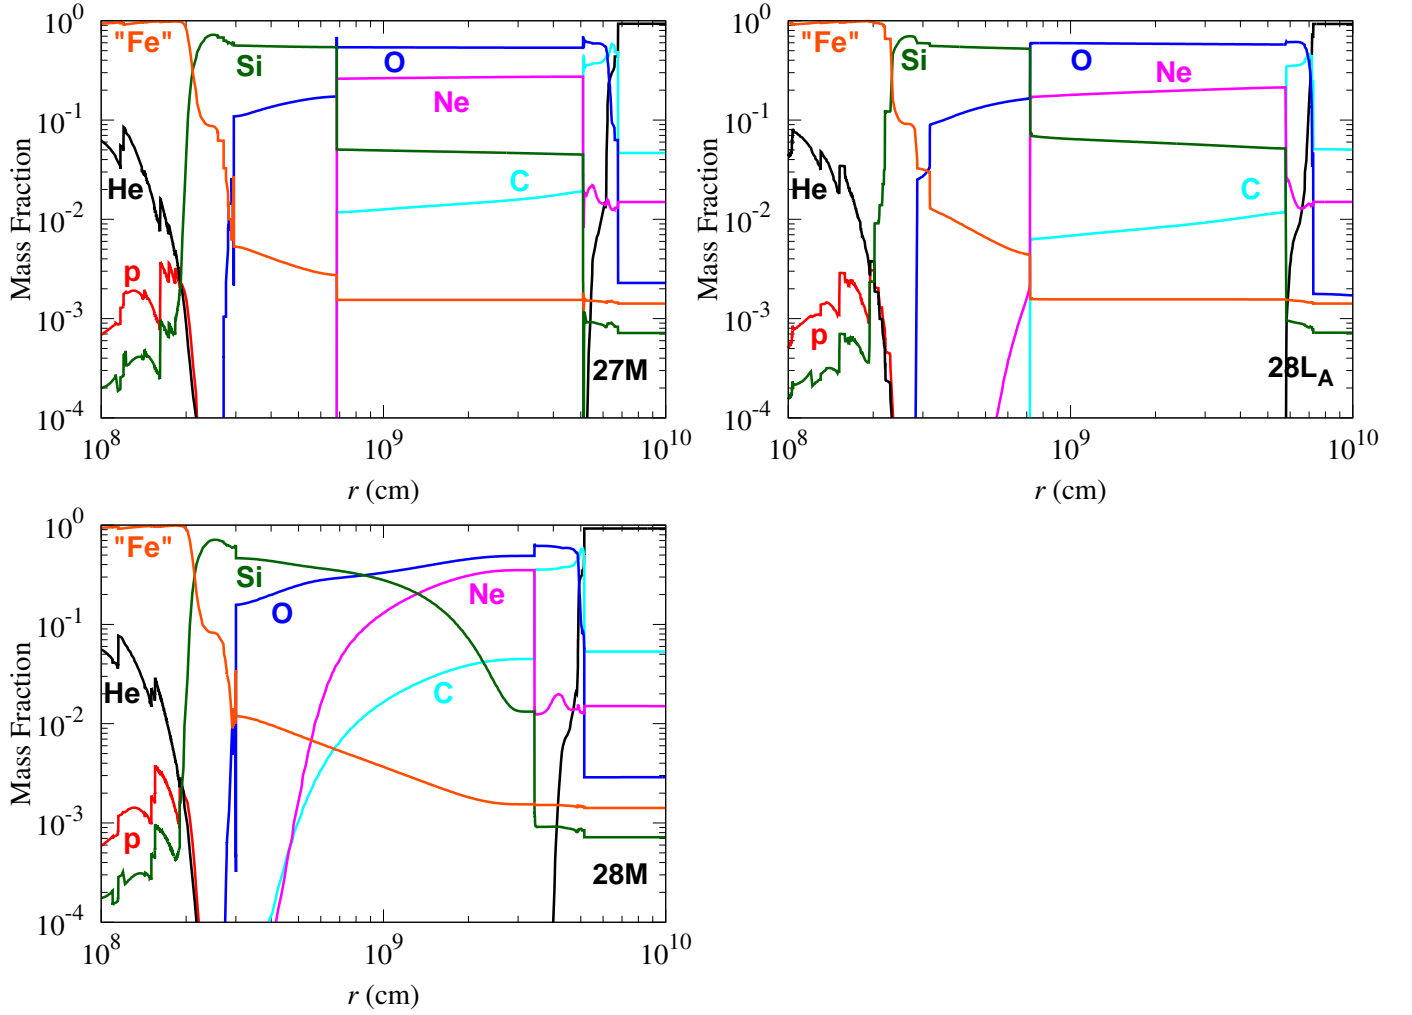 10^0
10^-1
10^-2
10^-3
10^-4
Mass Fraction
"Fe"
Si
O
Ne
C
He
p
27M
10^8
10^9
10^10
r (cm)
10^0
10^-1
10^-2
10^-3
10^-4
Mass Fraction
"Fe"
Si
O
Ne
C
He
p
28L_A
10^8
10^9
10^10
r (cm)
10^0
10^-1
10^-2
10^-3
10^-4
Mass Fraction
"Fe"
Si
O
Ne
C
He
p
28M
10^8
10^9
10^10
r (cm)